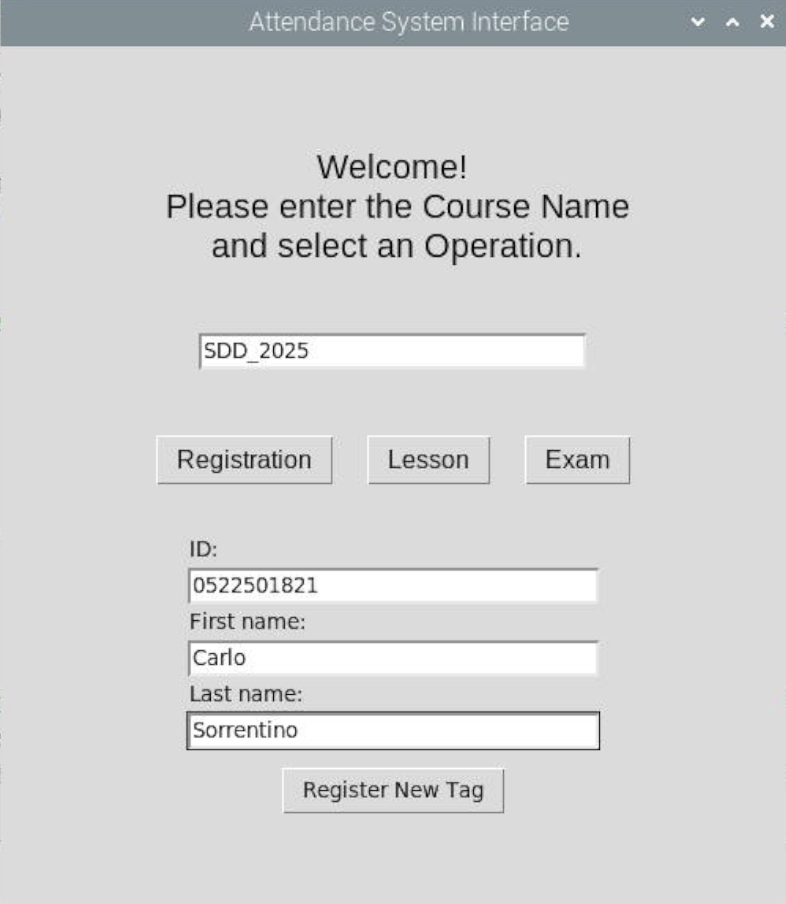 Attendance System Interface
Welcome!
Please enter the Course Name
and select an Operation.
SDD_2025
Registration Lesson Exam
ID:
0522501821
First name:
Carlo
Last name:
Sorrentino
Register New Tag